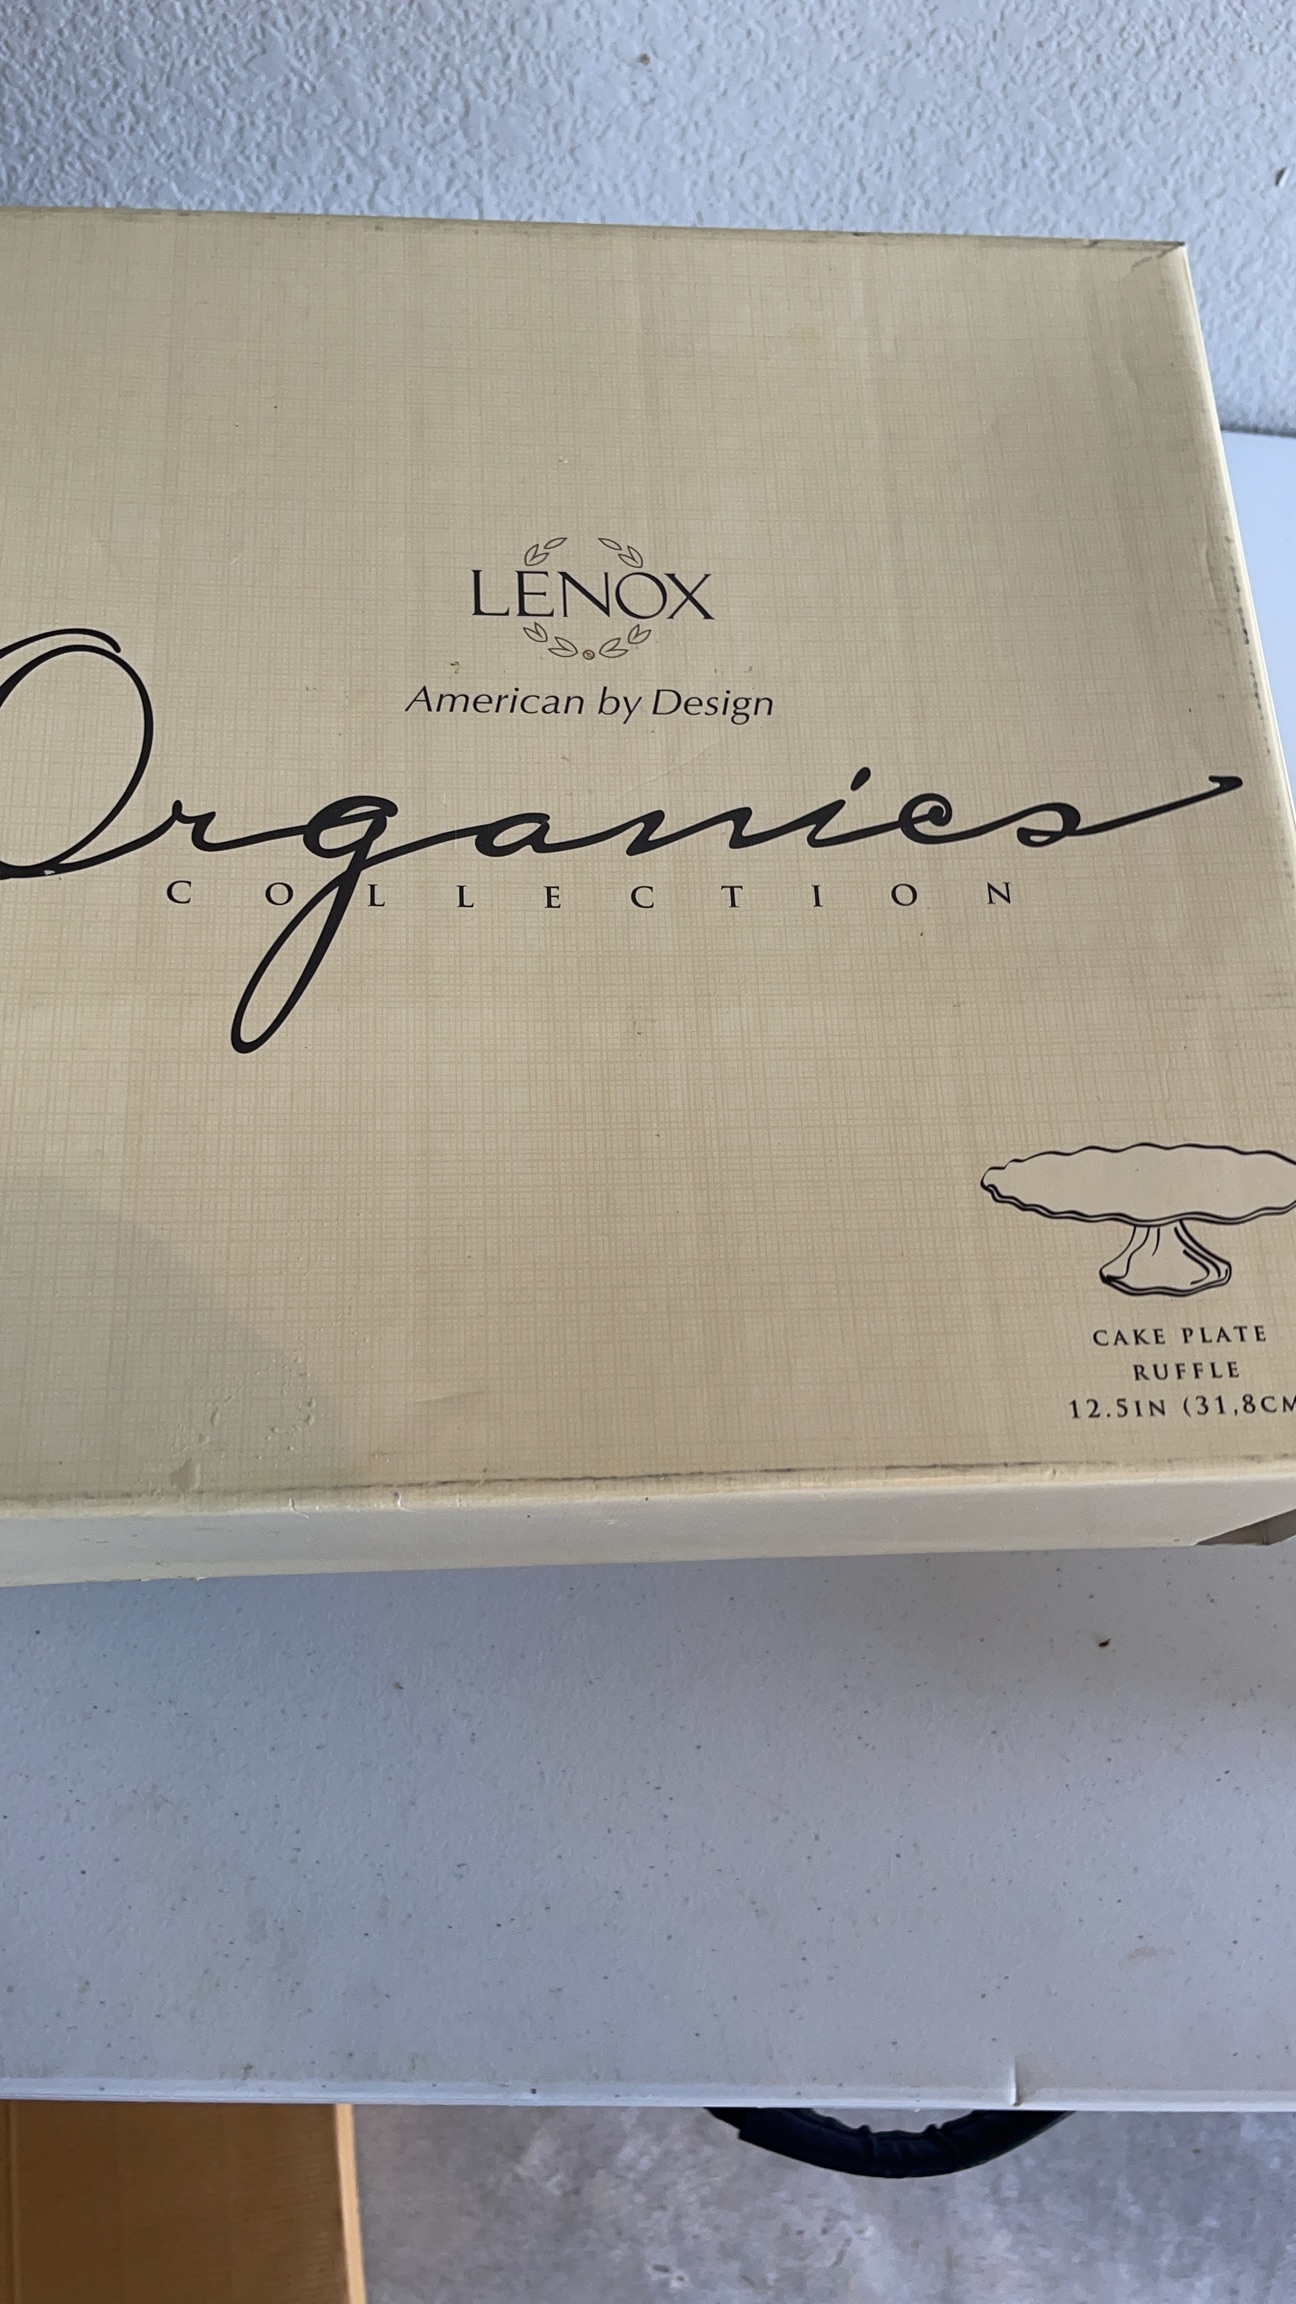 LENOX
American by Design
Organics
COLLECTION
CAKE PLATE
RUFFLE
12.5IN (31,8CM